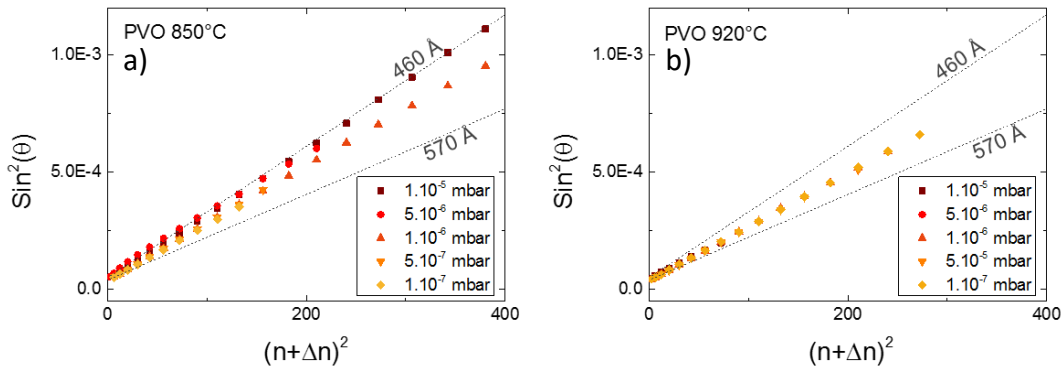 PVO 850°C
a)
460 Å
570 Å
1.0E-3
5.0E-4
0.0
Sin²(θ)
1.10⁻⁵ mbar
5.10⁻⁶ mbar
1.10⁻⁶ mbar
5.10⁻⁷ mbar
1.10⁻⁷ mbar
0 200 400
(n+Δn)²
PVO 920°C
b)
460 Å
570 Å
1.0E-3
5.0E-4
0.0
Sin²(θ)
1.10⁻⁵ mbar
5.10⁻⁶ mbar
1.10⁻⁶ mbar
5.10⁻⁵ mbar
1.10⁻⁷ mbar
0 200 400
(n+Δn)²